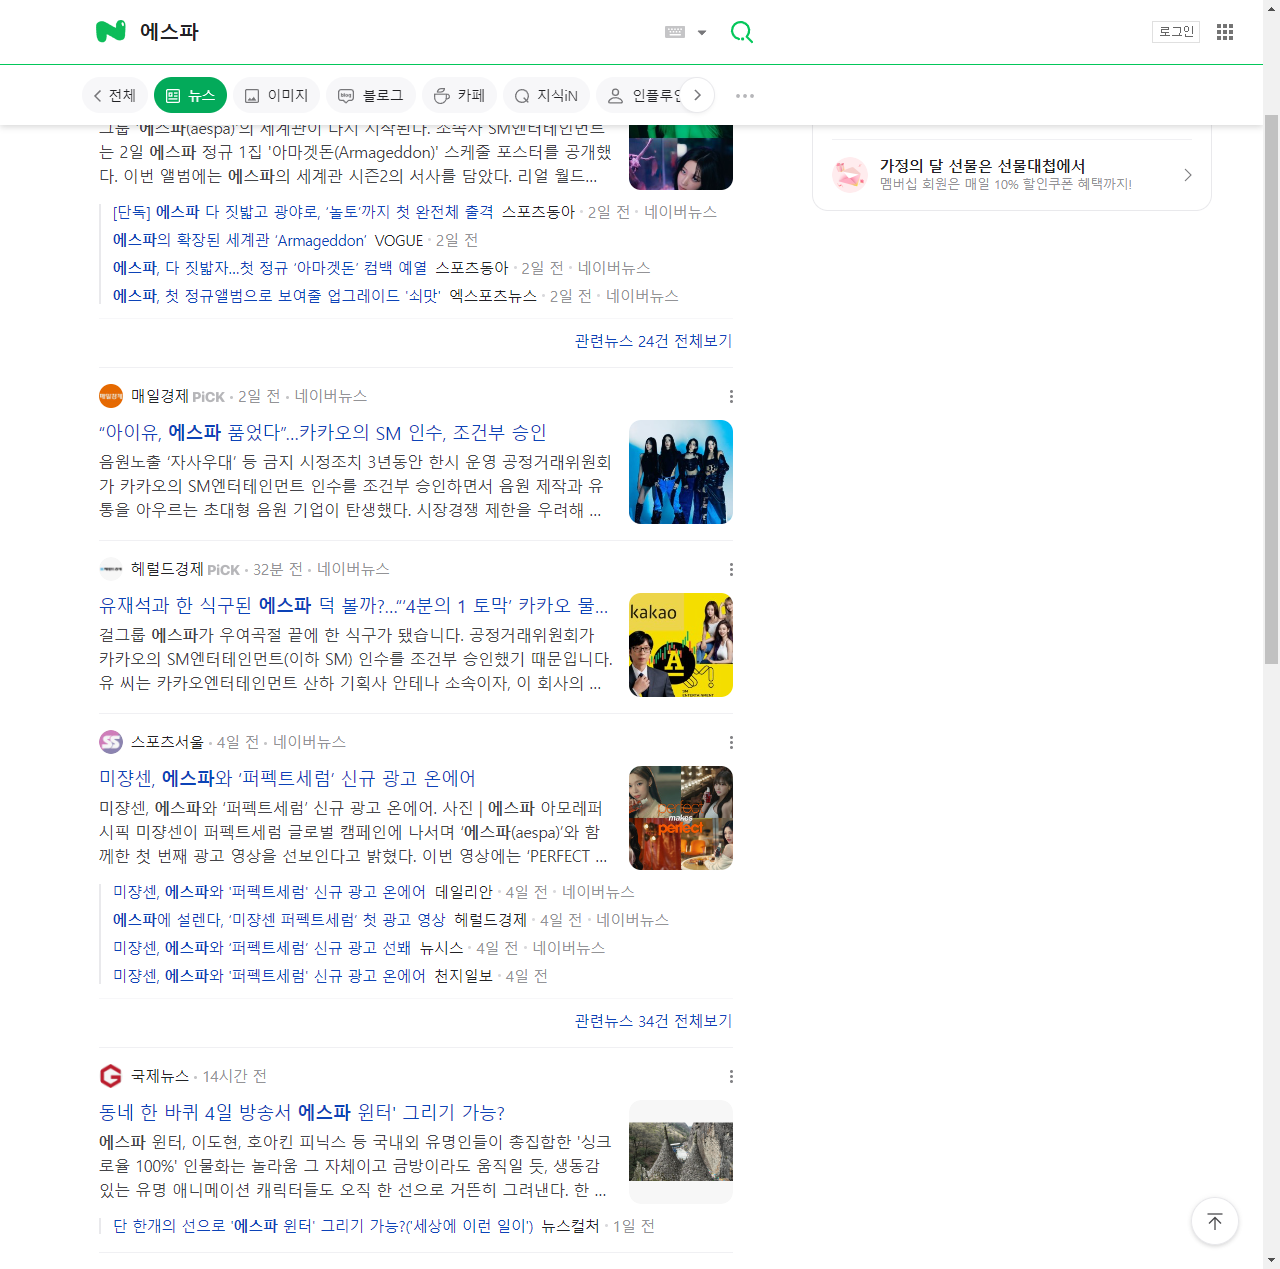 에스파
로그인
전체
뉴스
이미지
블로그
카페
지식iN
인플루언
그룹 '에스파(aespa)'의 세계관이 다시 시작된다. 소속사 SM엔터테인먼트
는 2일 에스파 정규 1집 '아마겟돈(Armageddon)' 스케줄 포스터를 공개했
다. 이번 앨범에는 에스파의 세계관 시즌2의 서사를 담았다. 리얼 월드...
[단독] 에스파 다 짓밟고 광야로, ‘놀토’까지 첫 완전체 출격 스포츠동아 · 2일 전 · 네이버뉴스
에스파의 확장된 세계관 ‘Armageddon’ VOGUE · 2일 전
에스파, 다 짓밟자…첫 정규 ‘아마겟돈’ 컴백 예열 스포츠동아 · 2일 전 · 네이버뉴스
에스파, 첫 정규앨범으로 보여줄 업그레이드 '쇠맛' 엑스포츠뉴스 · 2일 전 · 네이버뉴스
관련뉴스 24건 전체보기
가정의 달 선물은 선물대첩에서
멤버십 회원은 매일 10% 할인쿠폰 혜택까지!
매일경제 PiCK · 2일 전 · 네이버뉴스
“아이유, 에스파 품었다”…카카오의 SM 인수, 조건부 승인
음원노출 ‘자사우대’ 등 금지 시정조치 3년동안 한시 운영 공정거래위원회
가 카카오의 SM엔터테인먼트 인수를 조건부 승인하면서 음원 제작과 유
통을 아우르는 초대형 음원 기업이 탄생했다. 시장경쟁 제한을 우려해 ...
헤럴드경제 PiCK · 32분 전 · 네이버뉴스
유재석과 한 식구된 에스파 덕 볼까?…“‘4분의 1 토막’ 카카오 물...
걸그룹 에스파가 우여곡절 끝에 한 식구가 됐습니다. 공정거래위원회가
카카오의 SM엔터테인먼트(이하 SM) 인수를 조건부 승인했기 때문입니다.
유 씨는 카카오엔터테인먼트 산하 기획사 안테나 소속이자, 이 회사의 ...
kakao
스포츠서울 · 4일 전 · 네이버뉴스
미쟝센, 에스파와 ‘퍼펙트세럼’ 신규 광고 온에어
미쟝센, 에스파와 ‘퍼펙트세럼’ 신규 광고 온에어. 사진 | 에스파 아모레퍼
시픽 미쟝센이 퍼펙트세럼 글로벌 캠페인에 나서며 ‘에스파(aespa)’와 함
께한 첫 번째 광고 영상을 선보인다고 밝혔다. 이번 영상에는 ‘PERFECT ...
perfect
makes
perfect
미쟝센, 에스파와 '퍼펙트세럼' 신규 광고 온에어 데일리안 · 4일 전 · 네이버뉴스
에스파에 설렌다, ‘미쟝센 퍼펙트세럼’ 첫 광고 영상 헤럴드경제 · 4일 전 · 네이버뉴스
미쟝센, 에스파와 ‘퍼펙트세럼’ 신규 광고 선봬 뉴시스 · 4일 전 · 네이버뉴스
미쟝센, 에스파와 '퍼펙트세럼' 신규 광고 온에어 천지일보 · 4일 전
관련뉴스 34건 전체보기
국제뉴스 · 14시간 전
동네 한 바퀴 4일 방송서 에스파 윈터' 그리기 가능?
에스파 윈터, 이도현, 호아킨 피닉스 등 국내외 유명인들이 총집합한 '싱크
로율 100%' 인물화는 놀라움 그 자체이고 금방이라도 움직일 듯, 생동감
있는 유명 애니메이션 캐릭터들도 오직 한 선으로 거뜬히 그려낸다. 한 ...
단 한개의 선으로 '에스파 윈터' 그리기 가능?('세상에 이런 일이') 뉴스컬처 · 1일 전